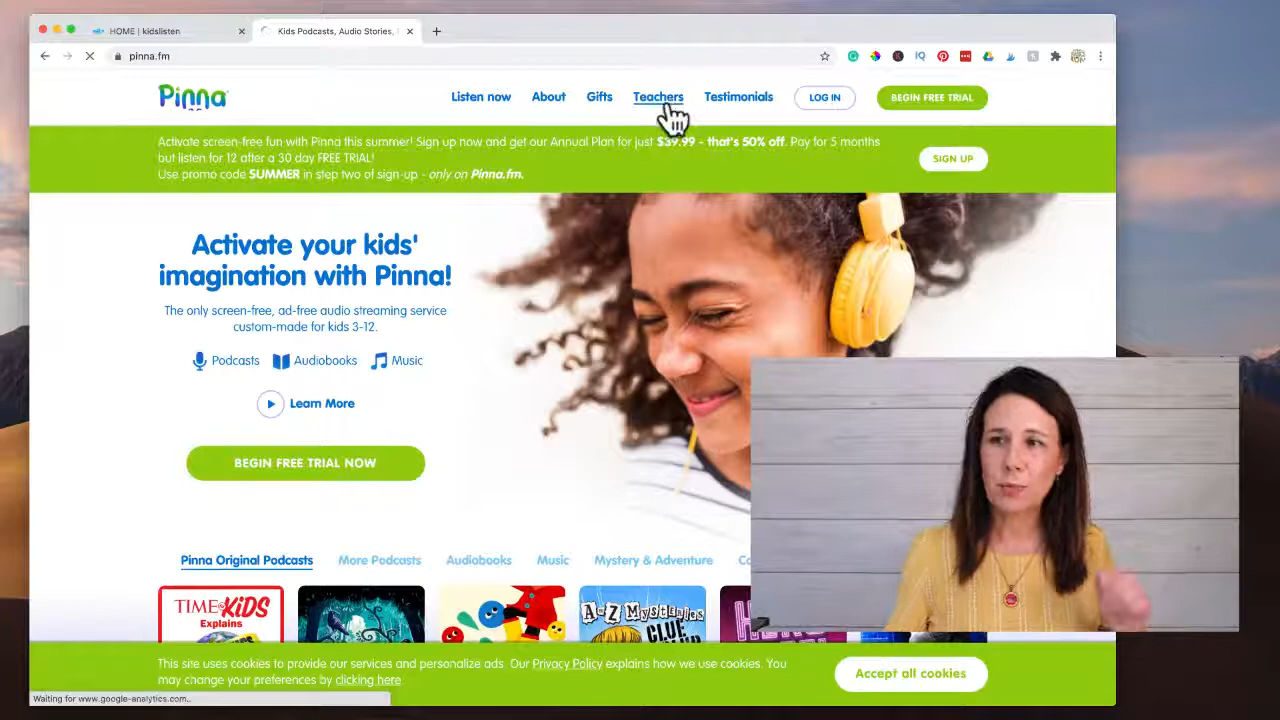 HOME | kidslisten
Kids Podcasts, Audio Stories,
pinna.fm
Pinna
Listen now
About
Gifts
Teachers
Testimonials
LOG IN
BEGIN FREE TRIAL
Activate screen-free fun with Pinna this summer! Sign up now and get our Annual Plan for just $39.99 - that's 50% off. Pay for 5 months
but listen for 12 after a 30 day FREE TRIAL!
Use promo code SUMMER in step two of sign-up - only on Pinna.fm.
SIGN UP
Activate your kids'
imagination with Pinna!
The only screen-free, ad-free audio streaming service
custom-made for kids 3-12.
Podcasts
Audiobooks
Music
Learn More
BEGIN FREE TRIAL NOW
Pinna Original Podcasts
More Podcasts
Audiobooks
Music
Mystery & Adventure
Co
TIME for KiDS
Explains
A to Z MYSTERIES
CLUE
This site uses cookies to provide our services and personalize ads. Our Privacy Policy explains how we use cookies. You
may change your preferences by clicking here.
Accept all cookies
Waiting for www.google-analytics.com...